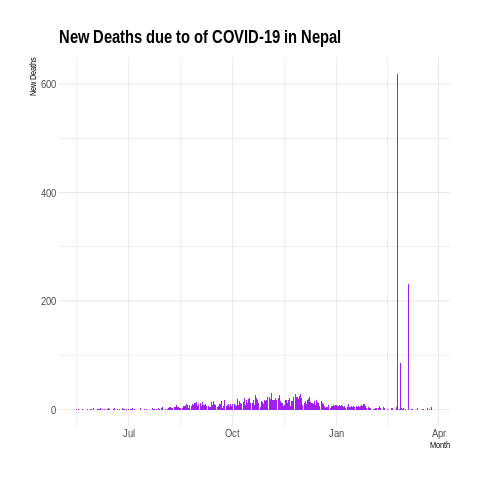 New Deaths due to of COVID-19 in Nepal
New Deaths
600
400
200
0
Jul
Oct
Jan
Apr
Month